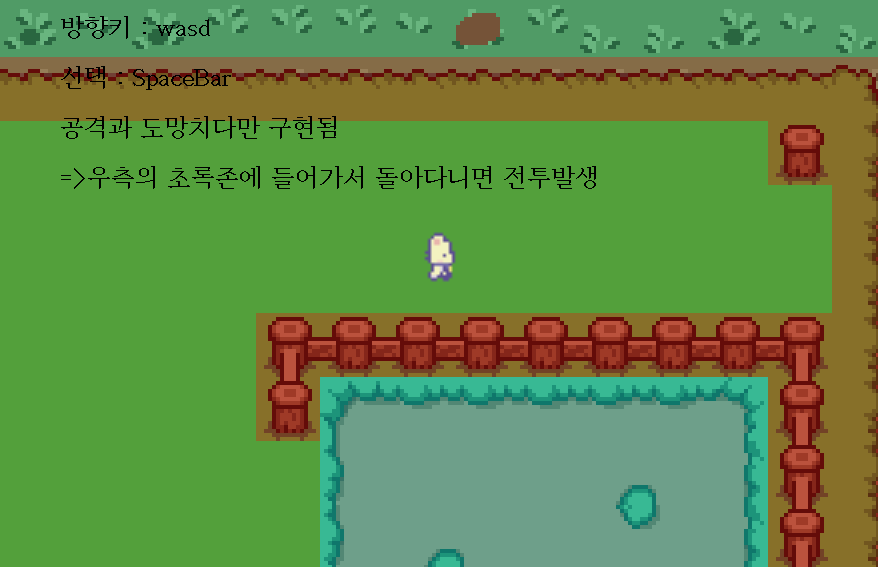 방향키 : wasd
선택 : SpaceBar
공격과 도망치다만 구현됨
=>우측의 초록존에 들어가서 돌아다니면 전투발생